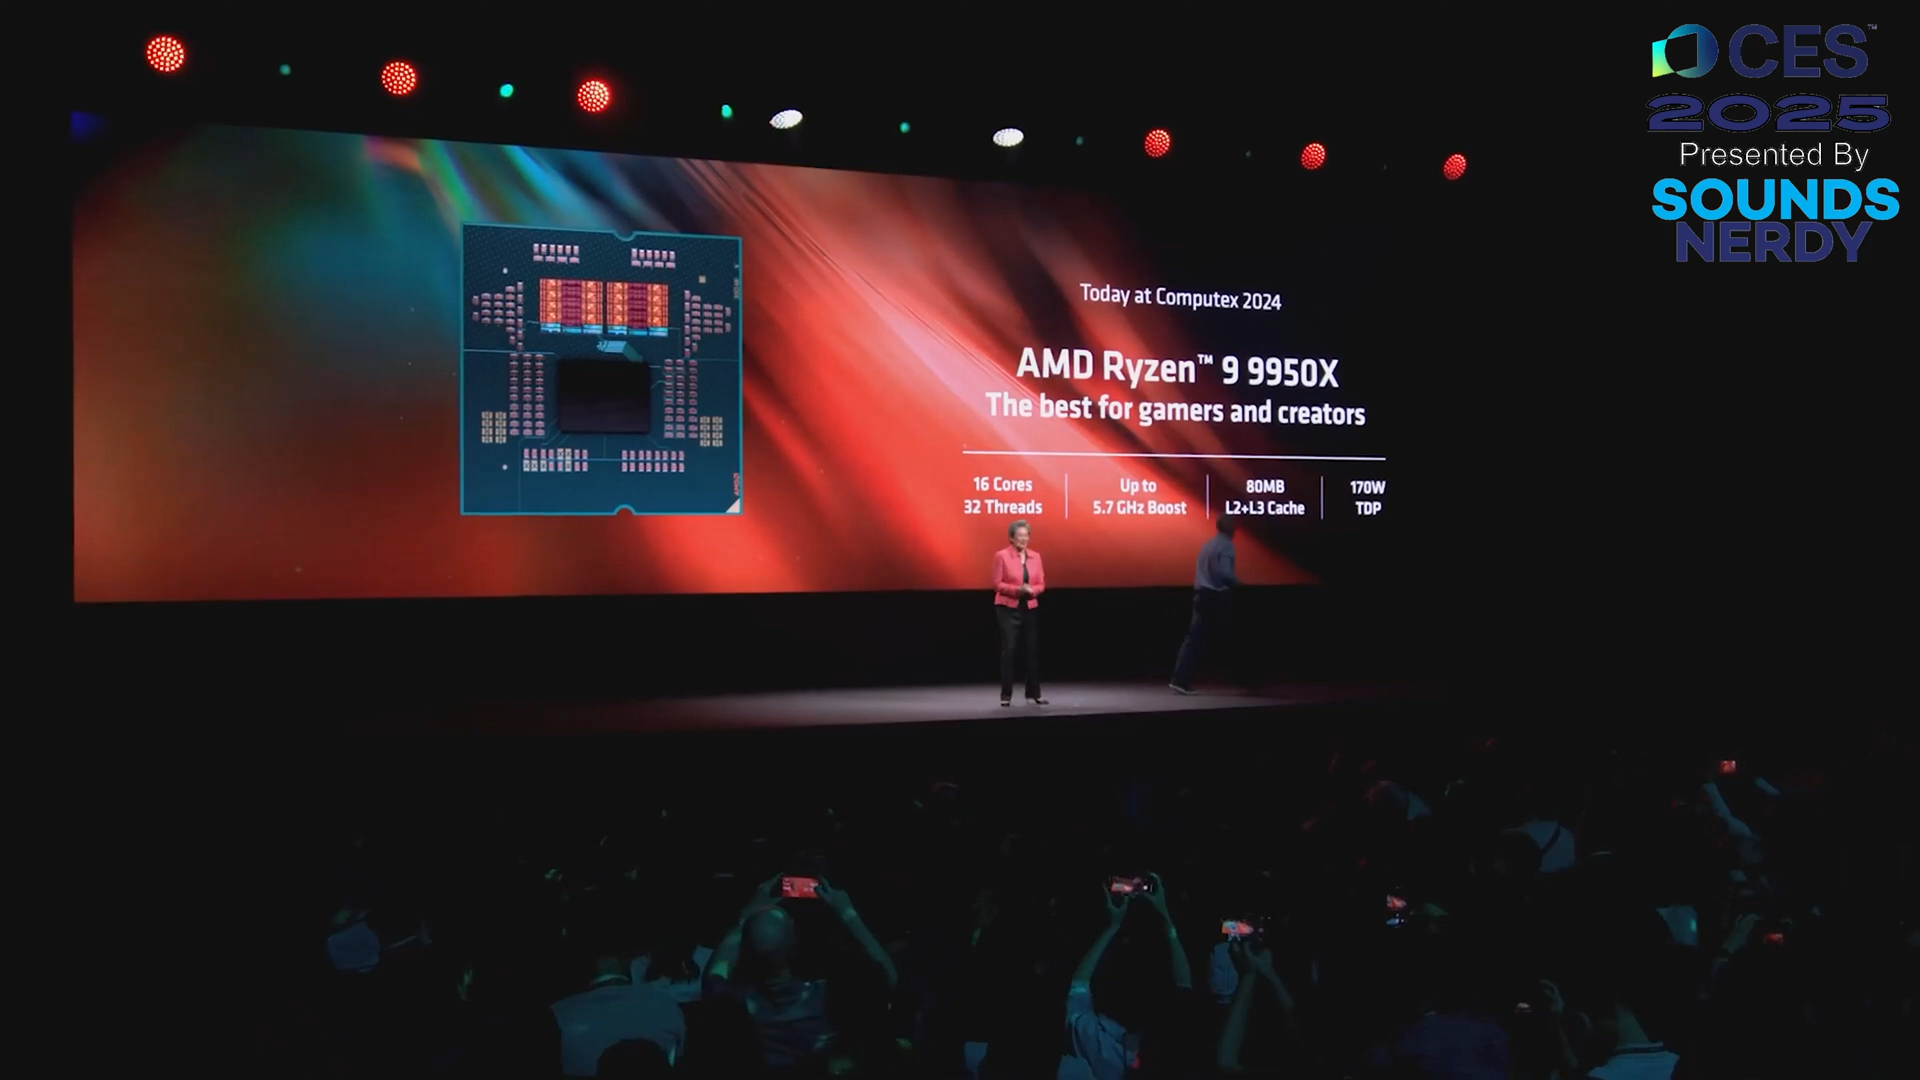 CES™
2025
Presented By
SOUNDS
NERDY
Today at Computex 2024
AMD Ryzen™ 9 9950X
The best for gamers and creators
16 Cores
32 Threads
Up to
5.7 GHz Boost
80MB
L2+L3 Cache
170W
TDP